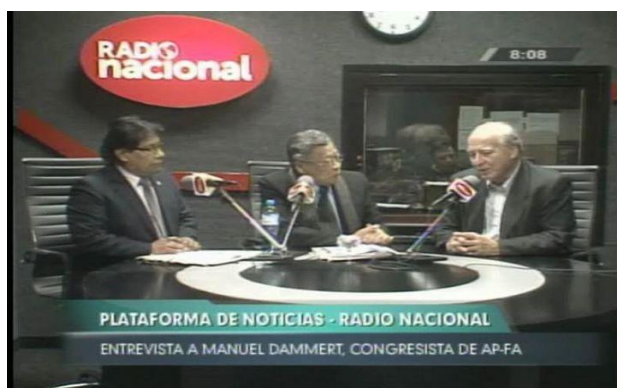 RADIO
nacional
8:08
PLATAFORMA DE NOTICIAS - RADIO NACIONAL
ENTREVISTA A MANUEL DAMMERT, CONGRESISTA DE AP-FA